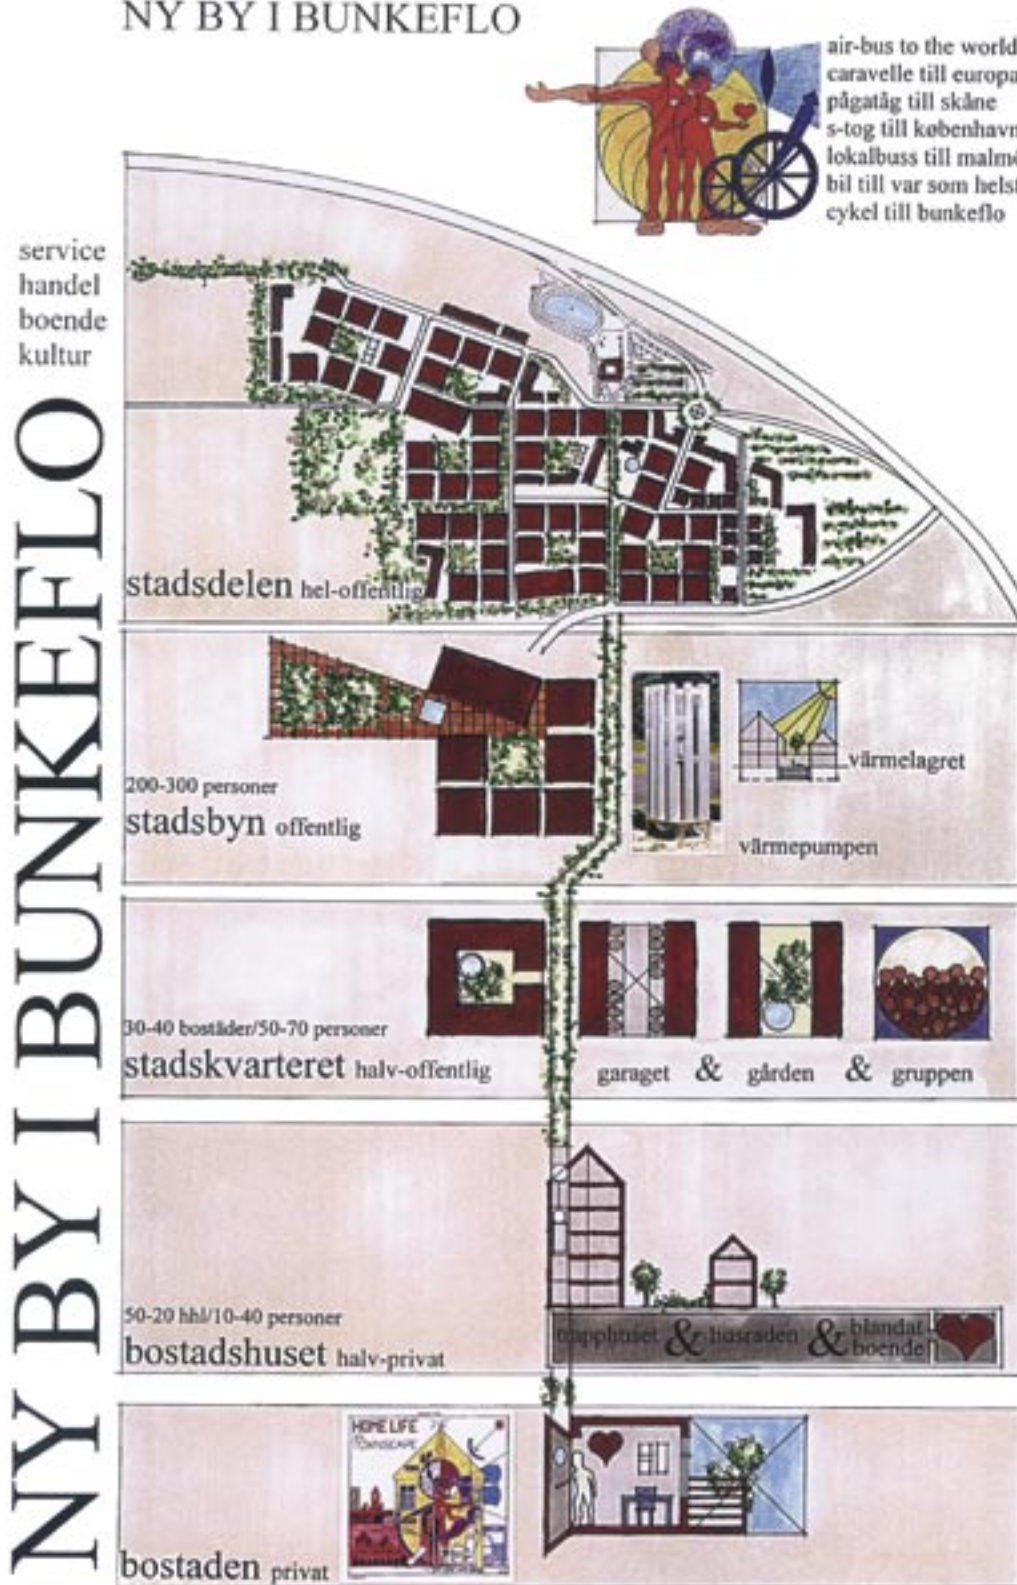 NY BY I BUNKEFLO
air-bus to the world
caravelle till europa
pågatåg till skåne
s-tog till københavn
lokalbuss till malmö
bil till var som helst
cykel till bunkeflo
service
handel
boende
kultur
NY BY I BUNKEFLO
stadsdelen hel-offentlig
200-300 personer
stadsbyn offentlig
värmelagret
värmepumpen
30-40 bostäder/50-70 personer
stadskvarteret halv-offentlig
garaget & gården & gruppen
50-20 hhl/10-40 personer
bostadshuset halv-privat
trapphuset & husraden & blandat-
boende
HOME LIFE
TOWNSCAPE
bostaden privat